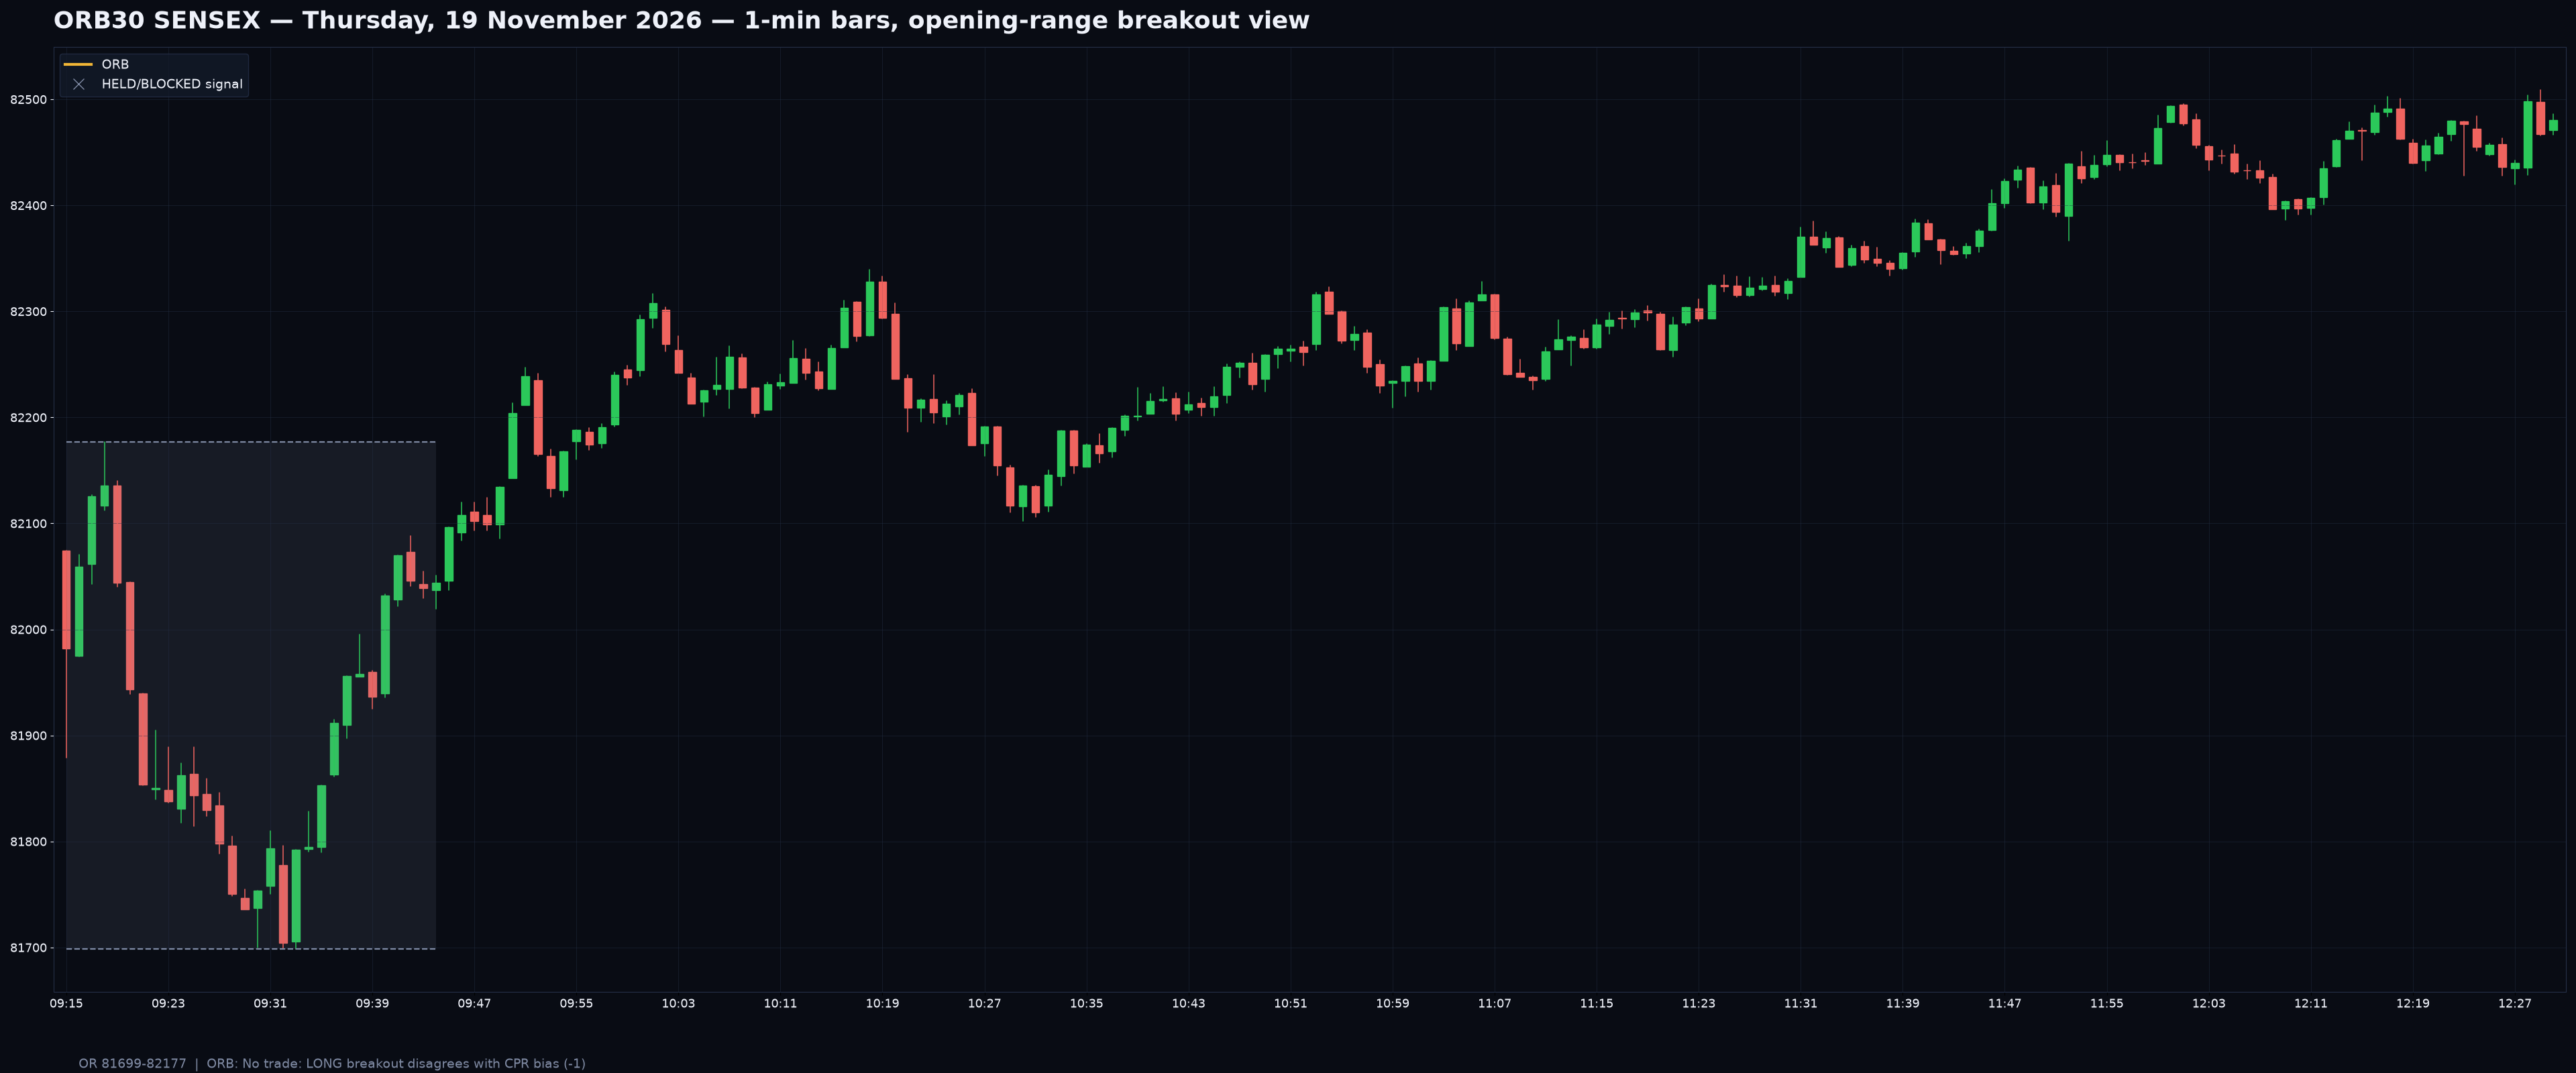 ORB30 SENSEX — Thursday, 19 November 2026 — 1-min bars, opening-range breakout view
ORB
HELD/BLOCKED signal
82500
82400
82300
82200
82100
82000
81900
81800
81700
09:15 09:23 09:31 09:39 09:47 09:55 10:03 10:11 10:19 10:27 10:35 10:43 10:51 10:59 11:07 11:15 11:23 11:31 11:39 11:47 11:55 12:03 12:11 12:19 12:27
OR 81699-82177 | ORB: No trade: LONG breakout disagrees with CPR bias (-1)